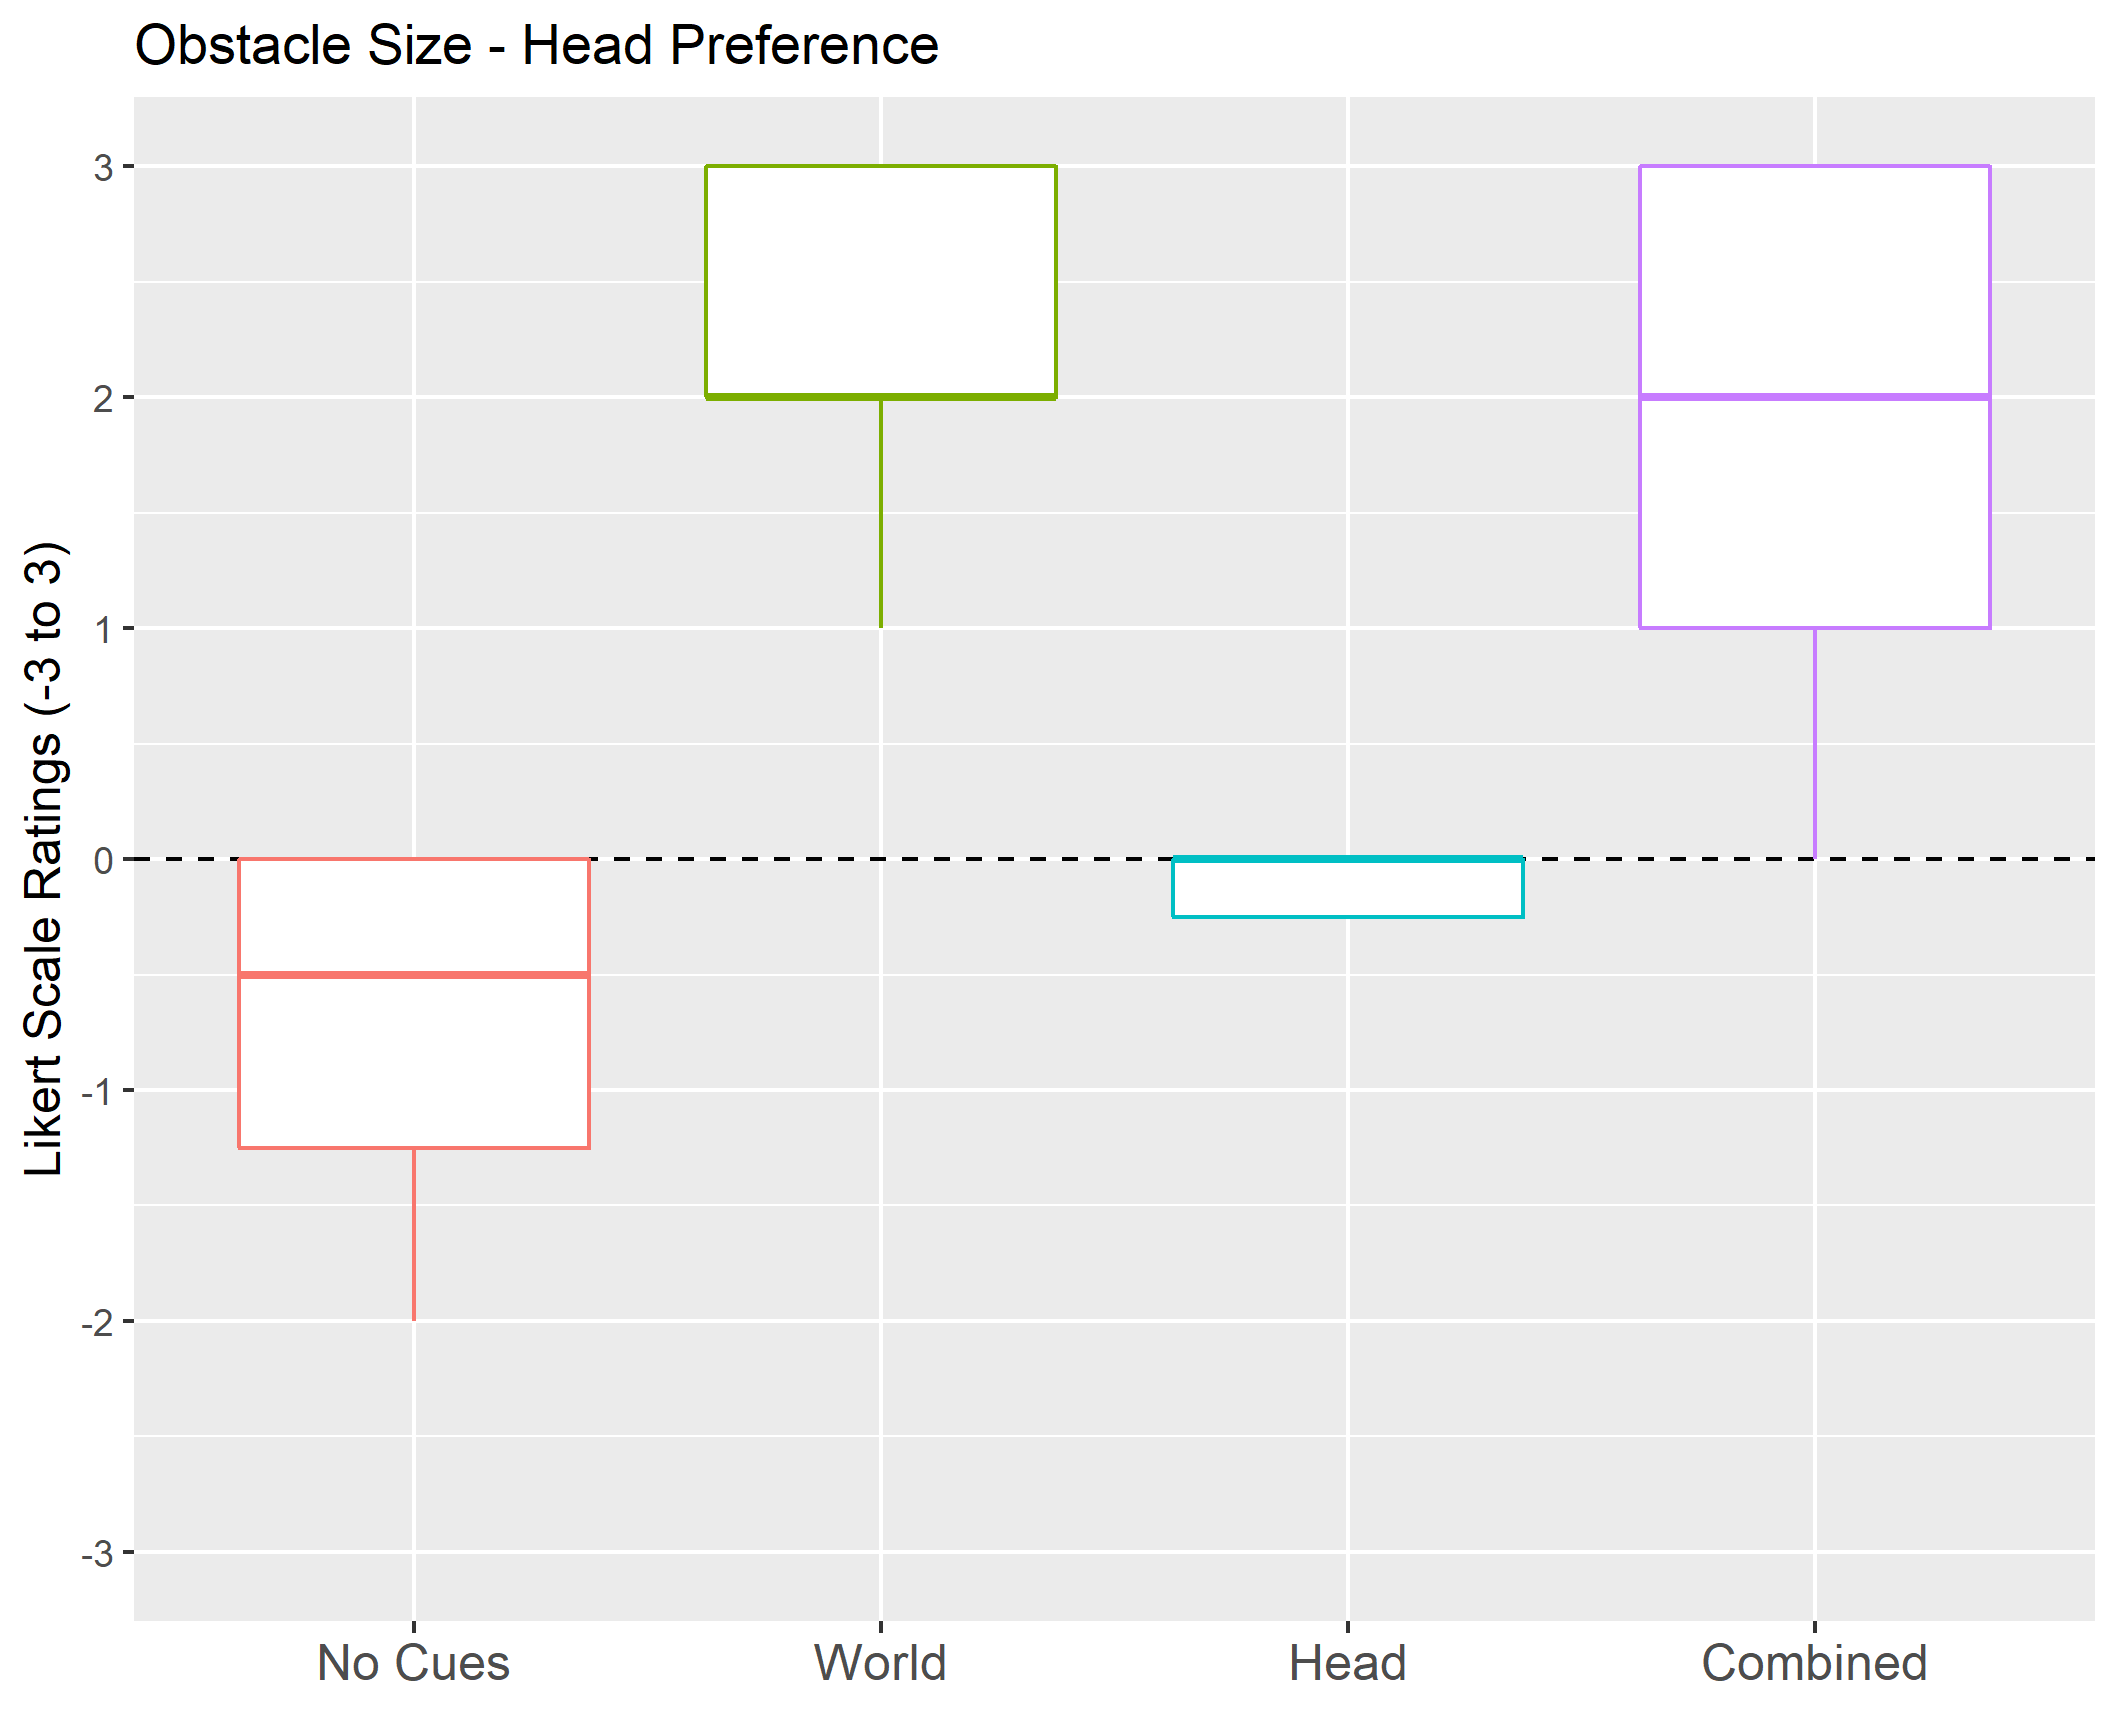 Obstacle Size - Head Preference
Likert Scale Ratings (-3 to 3)
3
2
1
0
-1
-2
-3
No Cues
World
Head
Combined